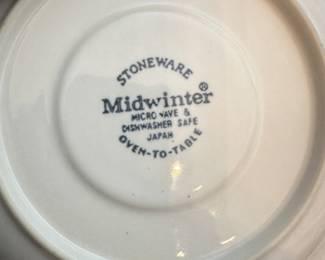 STONEWARE
Midwinter®
MICRO WAVE &
DISHWASHER SAFE
JAPAN
OVEN-TO-TABLE